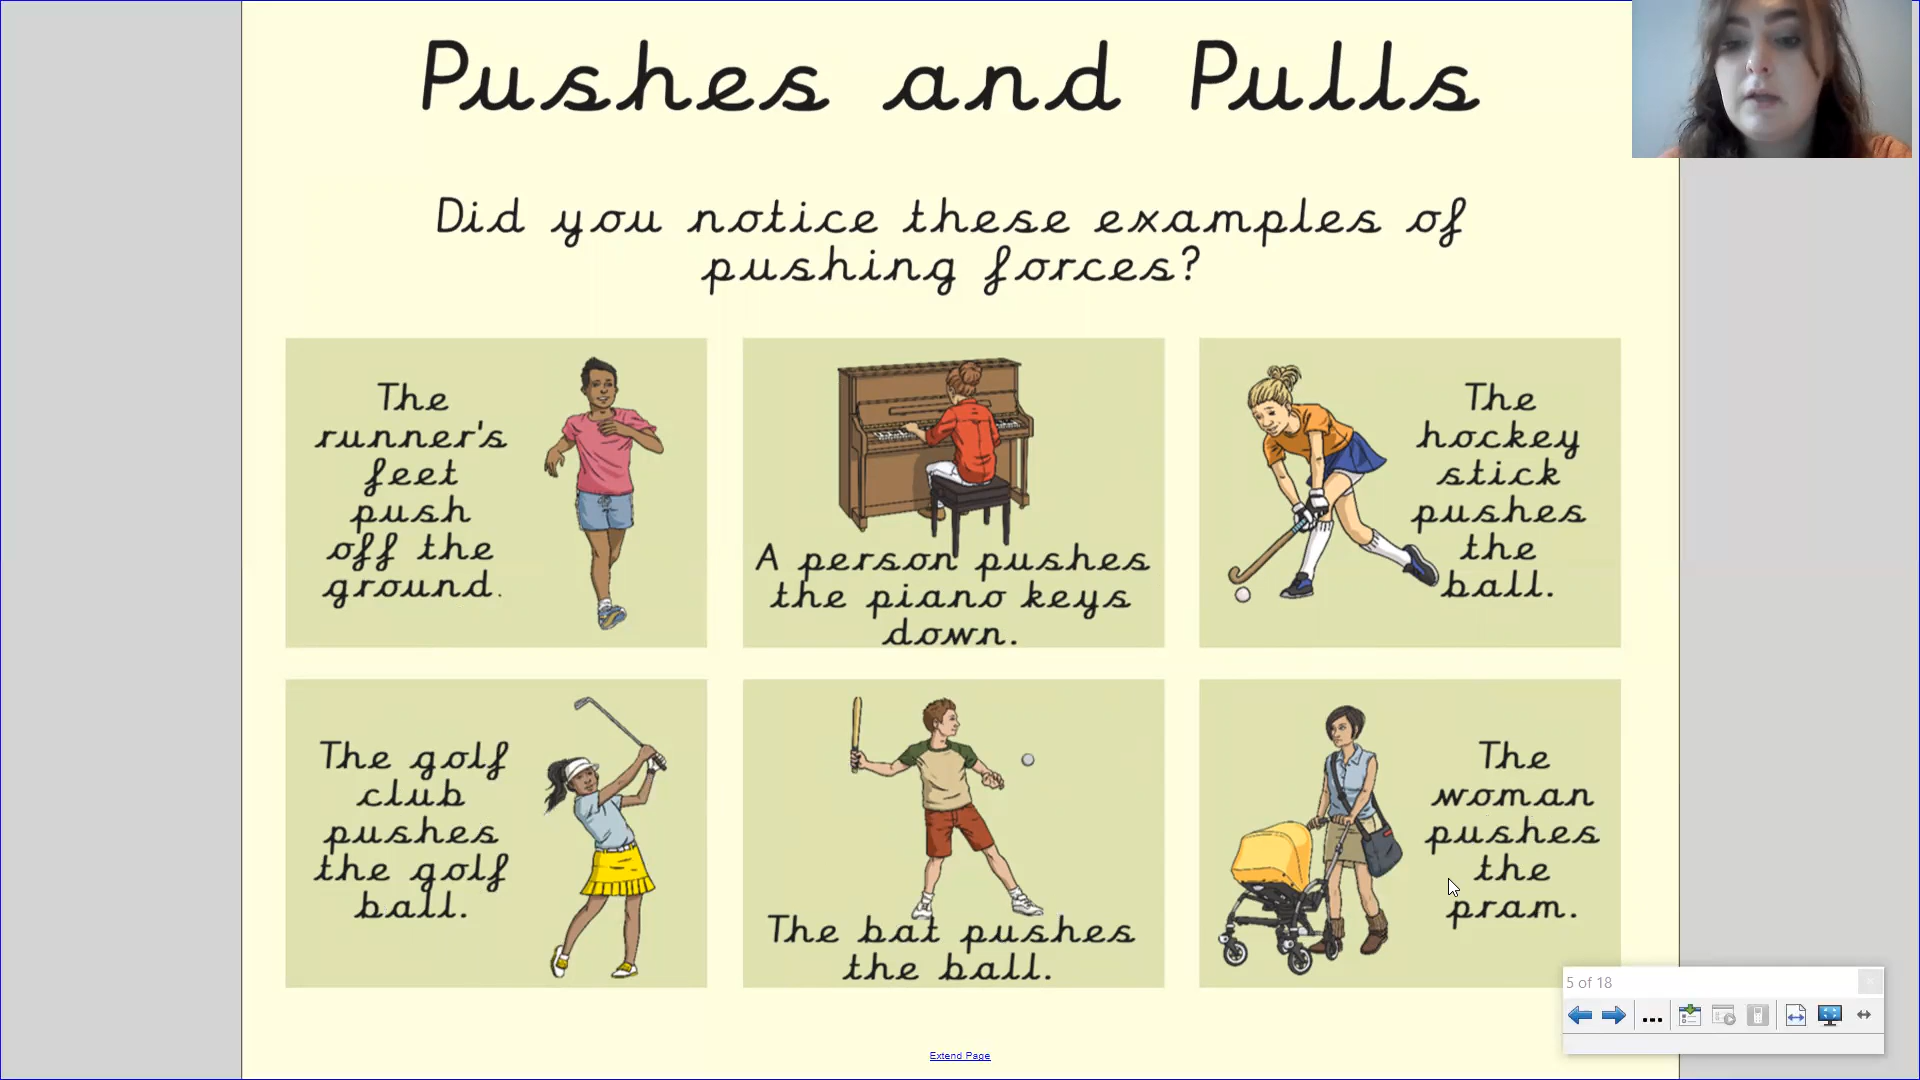 Pushes and Pulls
Did you notice these examples of
pushing forces?
The
runner's
feet
push
off the
ground.
A person pushes
the piano keys
down.
The
hockey
stick
pushes
the
ball.
The golf
club
pushes
the golf
ball.
The bat pushes
the ball.
The
woman
pushes
the
pram.
5 of 18
Extend Page